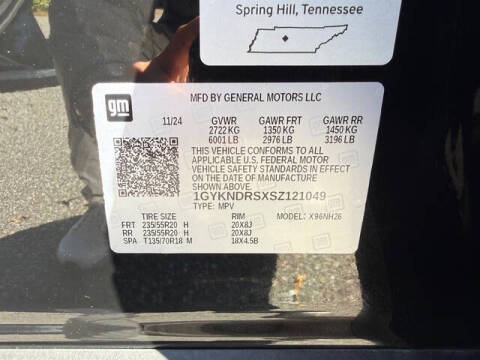 Spring Hill, Tennessee
gm
MFD BY GENERAL MOTORS LLC
11/24 GVWR GAWR FRT GAWR RR
2722 KG 1350 KG 1450 KG
6001 LB 2976 LB 3196 LB
THIS VEHICLE CONFORMS TO ALL
APPLICABLE U.S. FEDERAL MOTOR
VEHICLE SAFETY STANDARDS IN EFFECT
ON THE DATE OF MANUFACTURE
1GYKNDRSXSZ121049
TYPE: MPV MODEL: X96NH26
TIRE SIZE RIM
FRT 235/55R20 H 20X8J
RR 235/55R20 H 20X8J
SPA T135/70R18 M 18X4.5B